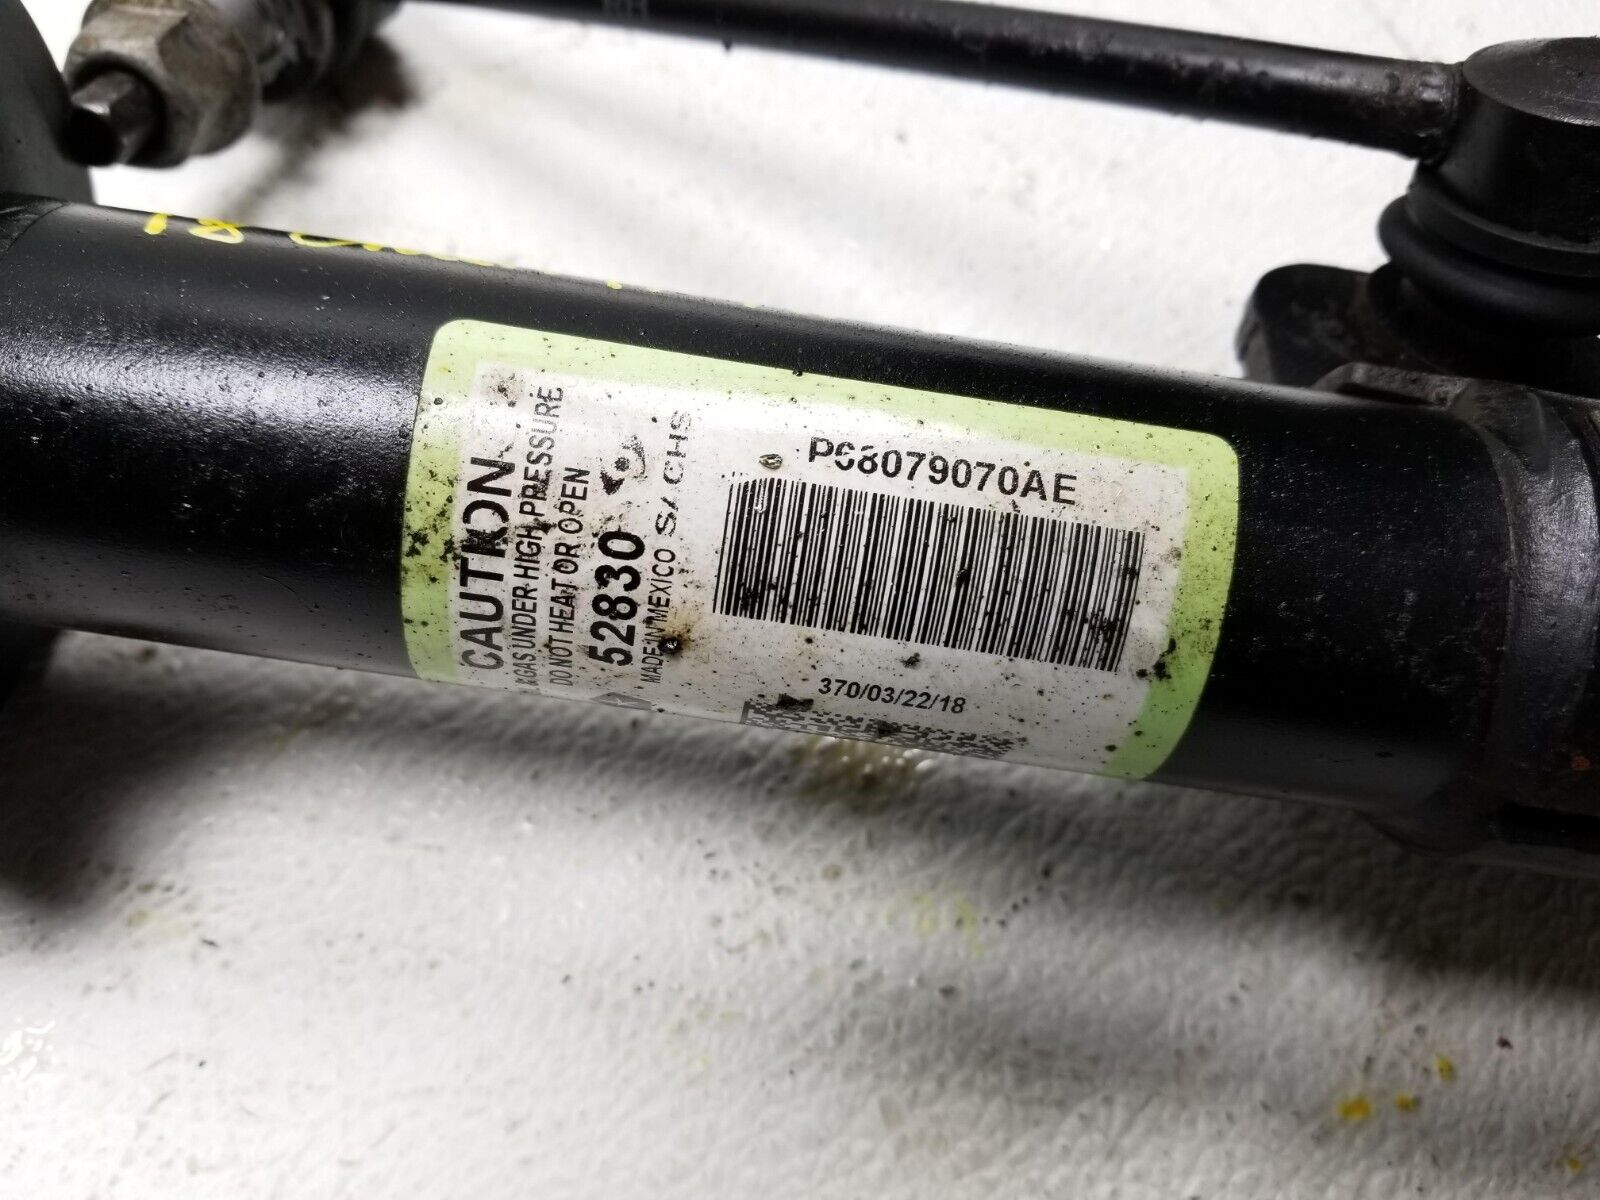 18
CAUTION
& GAS UNDER HIGH PRESSURE
DO NOT HEAT OR OPEN
52830
MADE IN MEXICO SACHS
P68079070AE
370/03/22/18